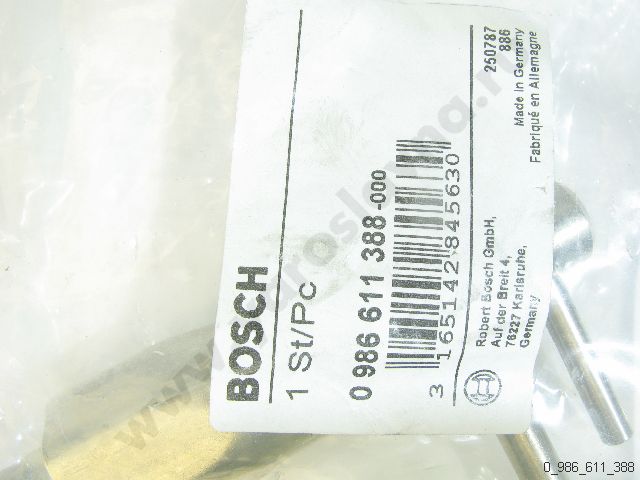 BOSCH
1 St/Pc
0 986 611 388-000
3 165142 845630
250787
886
Made in Germany
Fabriqué en Allemagne
Robert Bosch GmbH,
Auf der Breit 4,
76227 Karlsruhe,
Germany
0_986_611_388